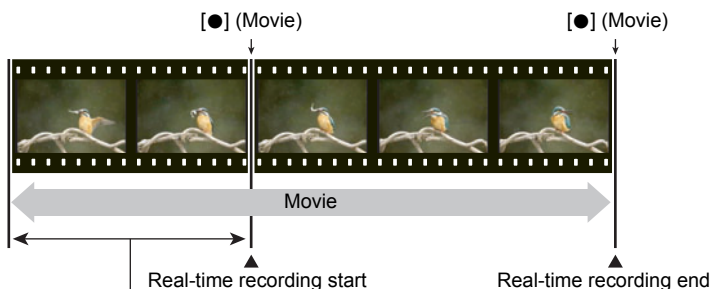 [●] (Movie) [●] (Movie)
Movie
Real-time recording start Real-time recording end